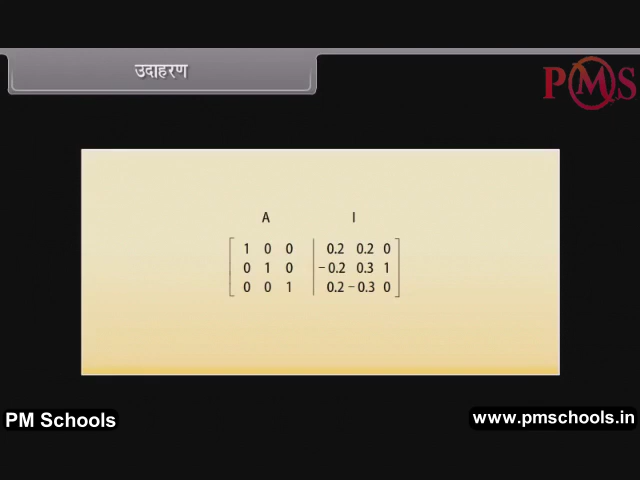 उदाहरण
PMS
A I
1 0 0 | 0.2 0.2 0
0 1 0 | −0.2 0.3 1
0 0 1 | 0.2 −0.3 0
PM Schools
www.pmschools.in